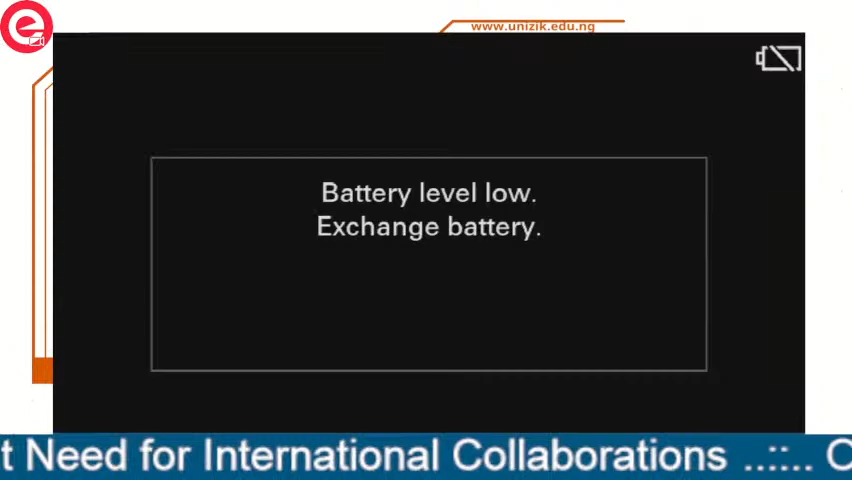 www.unizik.edu.ng
Battery level low.
Exchange battery.
t Need for International Collaborations ..::.. C